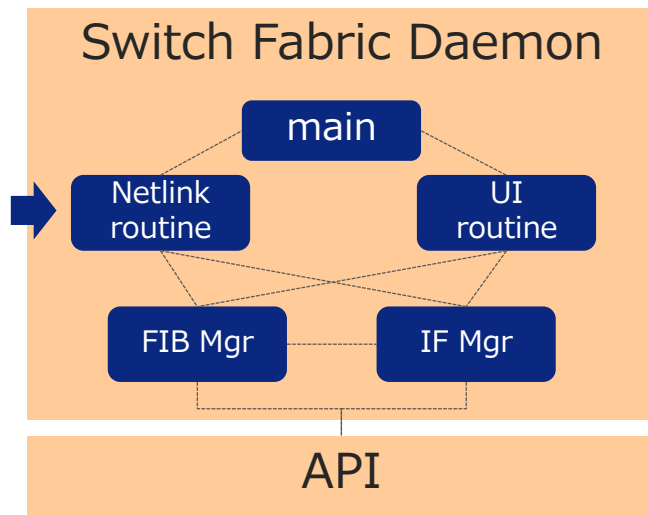 Switch Fabric Daemon
main
Netlink
routine
UI
routine
FIB Mgr
IF Mgr
API